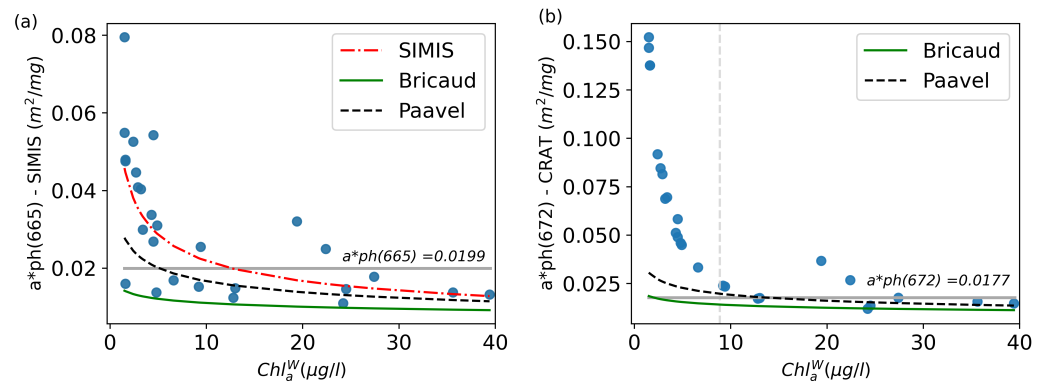 (a)
0.08
0.06
0.04
0.02
a*ph(665) - SIMIS (m²/mg)
SIMIS
Bricaud
Paavel
a*ph(665) =0.0199
0 10 20 30 40
Chl_a^W(μg/l)
(b)
0.150
0.125
0.100
0.075
0.050
0.025
a*ph(672) - CRAT (m²/mg)
Bricaud
Paavel
a*ph(672) =0.0177
0 10 20 30 40
Chl_a^W(μg/l)